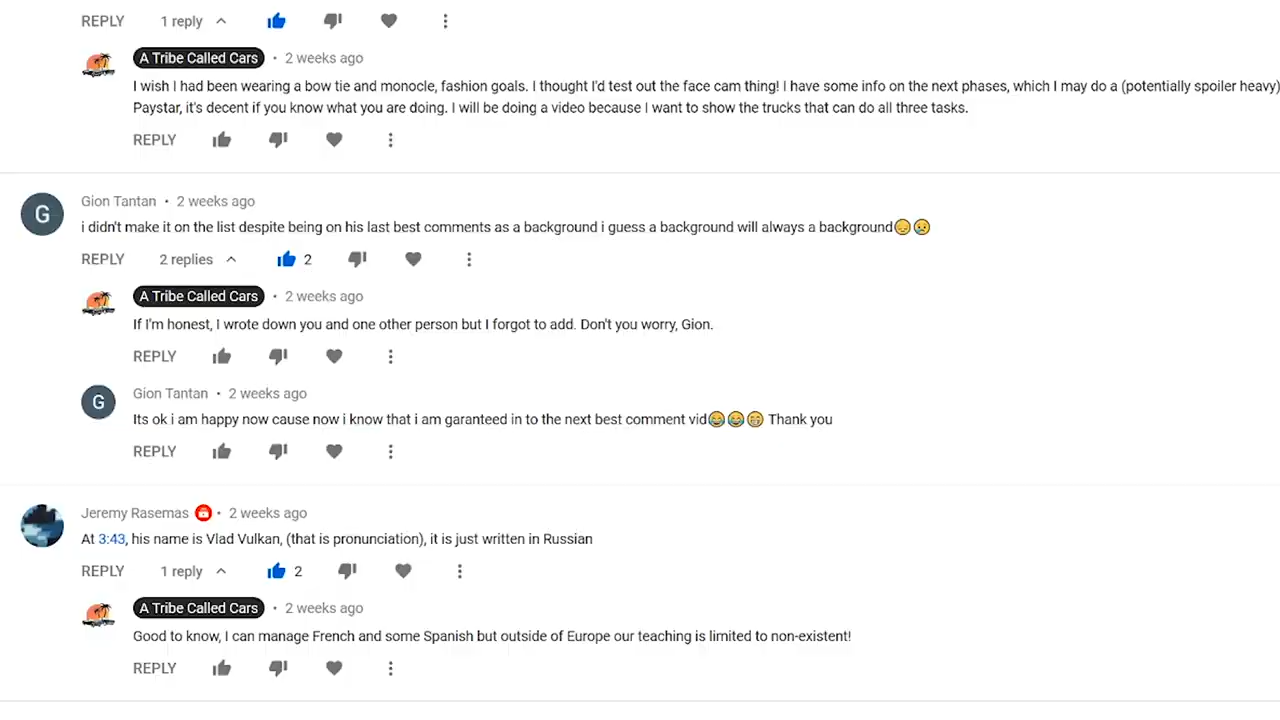 REPLY 1 reply
A Tribe Called Cars • 2 weeks ago
I wish I had been wearing a bow tie and monocle, fashion goals. I thought I'd test out the face cam thing! I have some info on the next phases, which I may do a (potentially spoiler heavy)
Paystar, it's decent if you know what you are doing. I will be doing a video because I want to show the trucks that can do all three tasks.
REPLY
G
Gion Tantan • 2 weeks ago
i didn't make it on the list despite being on his last best comments as a background i guess a background will always a background😔😢
REPLY 2 replies 2
A Tribe Called Cars • 2 weeks ago
If I'm honest, I wrote down you and one other person but I forgot to add. Don't you worry, Gion.
REPLY
G
Gion Tantan • 2 weeks ago
Its ok i am happy now cause now i know that i am garanteed in to the next best comment vid😂😂😁 Thank you
REPLY
Jeremy Rasemas • 2 weeks ago
At 3:43, his name is Vlad Vulkan, (that is pronunciation), it is just written in Russian
REPLY 1 reply 2
A Tribe Called Cars • 2 weeks ago
Good to know, I can manage French and some Spanish but outside of Europe our teaching is limited to non-existent!
REPLY